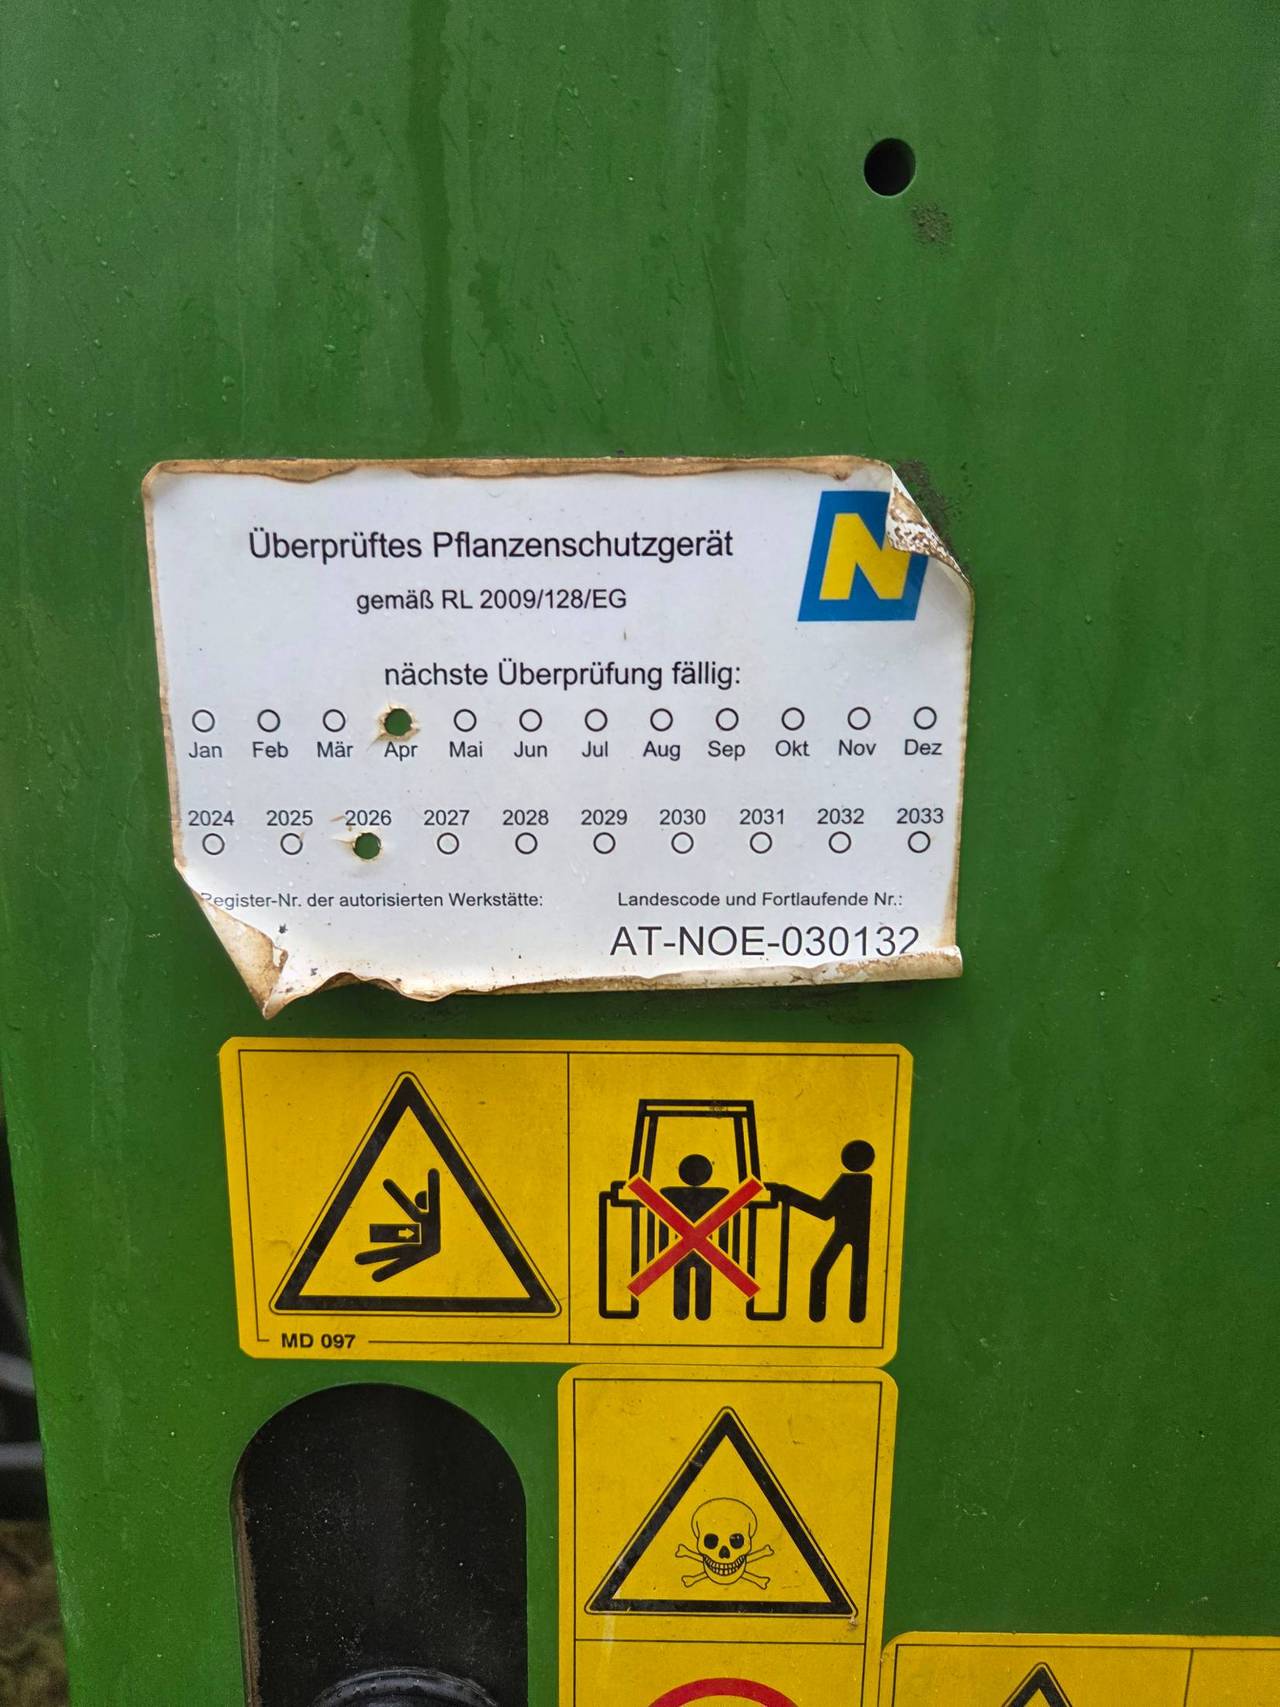 Überprüftes Pflanzenschutzgerät
N
gemäß RL 2009/128/EG
nächste Überprüfung fällig:
Jan Feb Mär Apr Mai Jun Jul Aug Sep Okt Nov Dez
2024 2025 2026 2027 2028 2029 2030 2031 2032 2033
Register-Nr. der autorisierten Werkstätte: Landescode und Fortlaufende Nr.:
AT-NOE-030132
MD 097